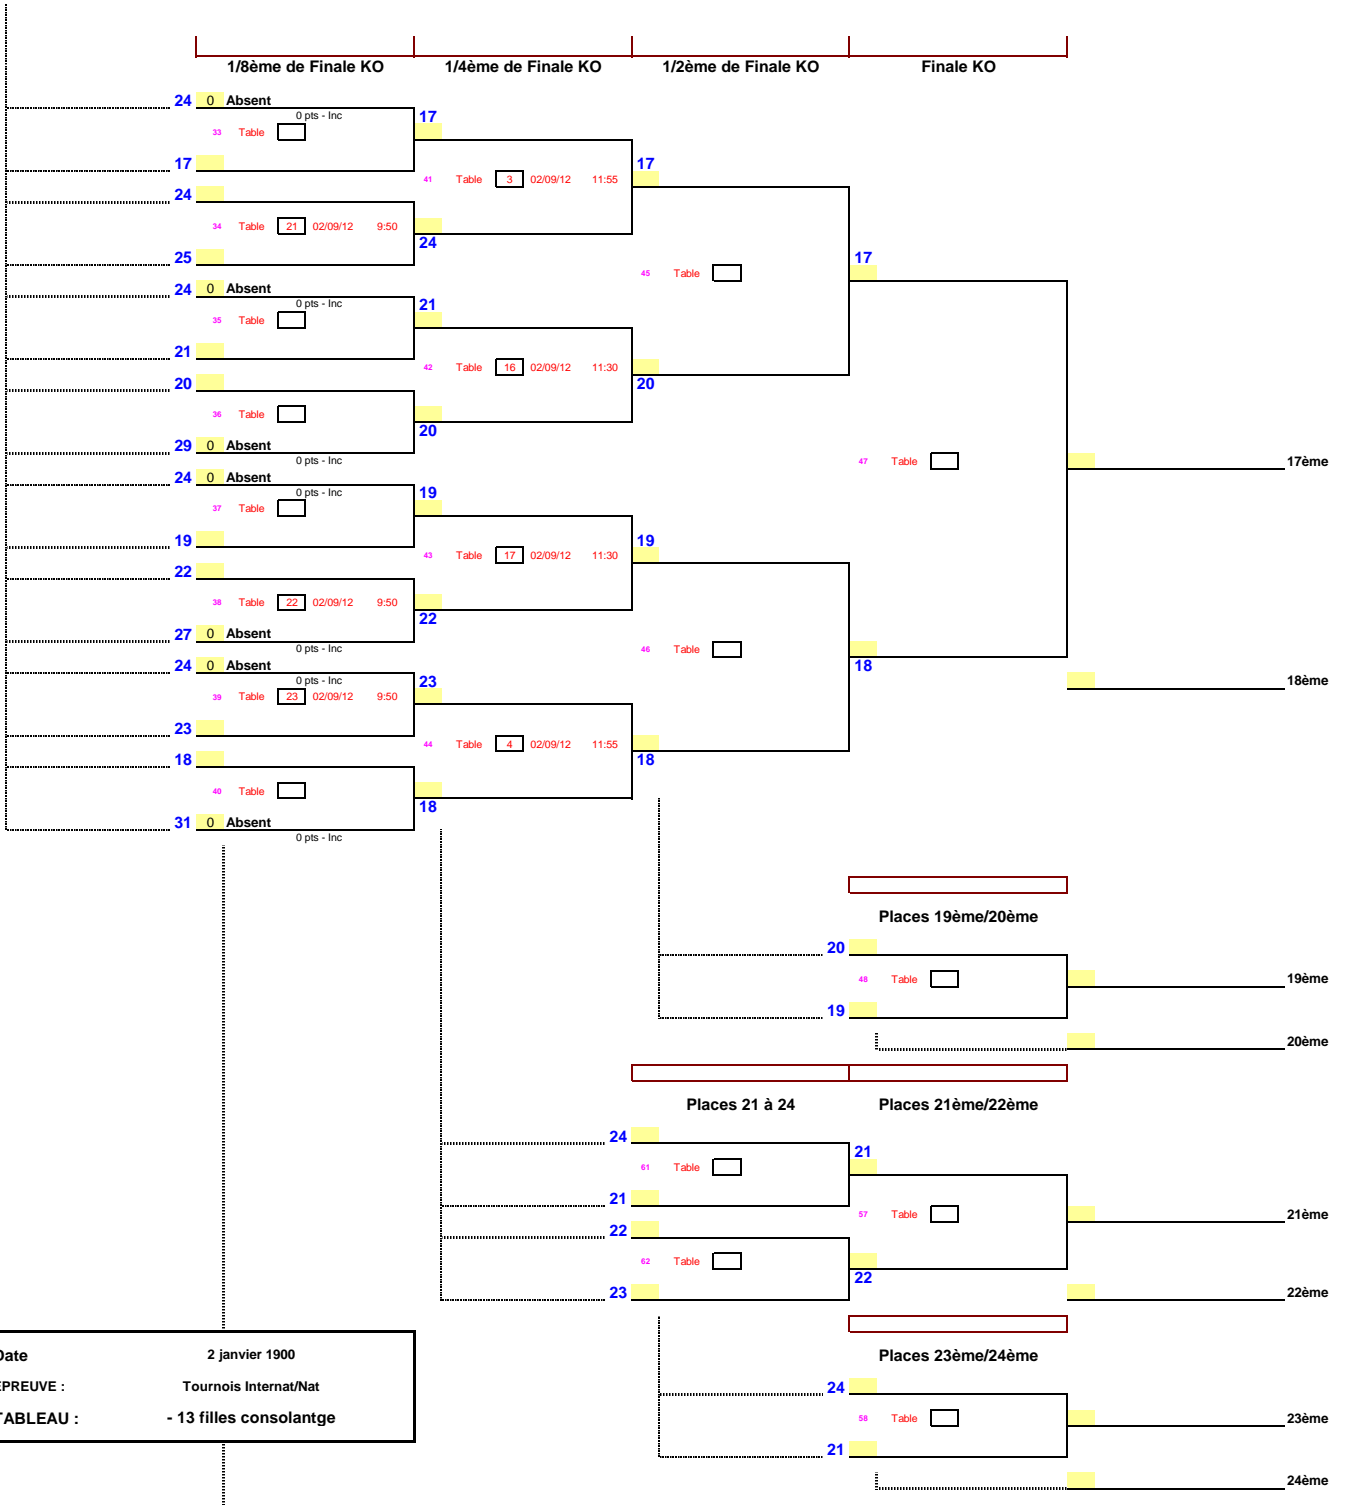 1/8ème de Finale KO 1/4ème de Finale KO 1/2ème de Finale KO Finale KO
24 0 Absent
0 pts - Inc
17
33 Table
17
17
41 Table 3 02/09/12 11:55
24
34 Table 21 02/09/12 9:50
24
25
17
45 Table
24 0 Absent
0 pts - Inc
21
35 Table
21
42 Table 16 02/09/12 11:30
20
20
36 Table
20
29 0 Absent
0 pts - Inc
47 Table
17ème
24 0 Absent
0 pts - Inc
19
37 Table
19
19
43 Table 17 02/09/12 11:30
22
38 Table 22 02/09/12 9:50
22
27 0 Absent
0 pts - Inc
46 Table
24 0 Absent
18
0 pts - Inc
23
18ème
39 Table 23 02/09/12 9:50
23
44 Table 4 02/09/12 11:55
18
18
40 Table
18
31 0 Absent
0 pts - Inc
Places 19ème/20ème
20
48 Table
19ème
19
20ème
Places 21 à 24 Places 21ème/22ème
24
21
61 Table
21
57 Table
21ème
22
62 Table
22
23
22ème
Date 2 janvier 1900
Places 23ème/24ème
EPREUVE : Tournois Internat/Nat
24
TABLEAU : - 13 filles consolantge
58 Table
23ème
21
24ème